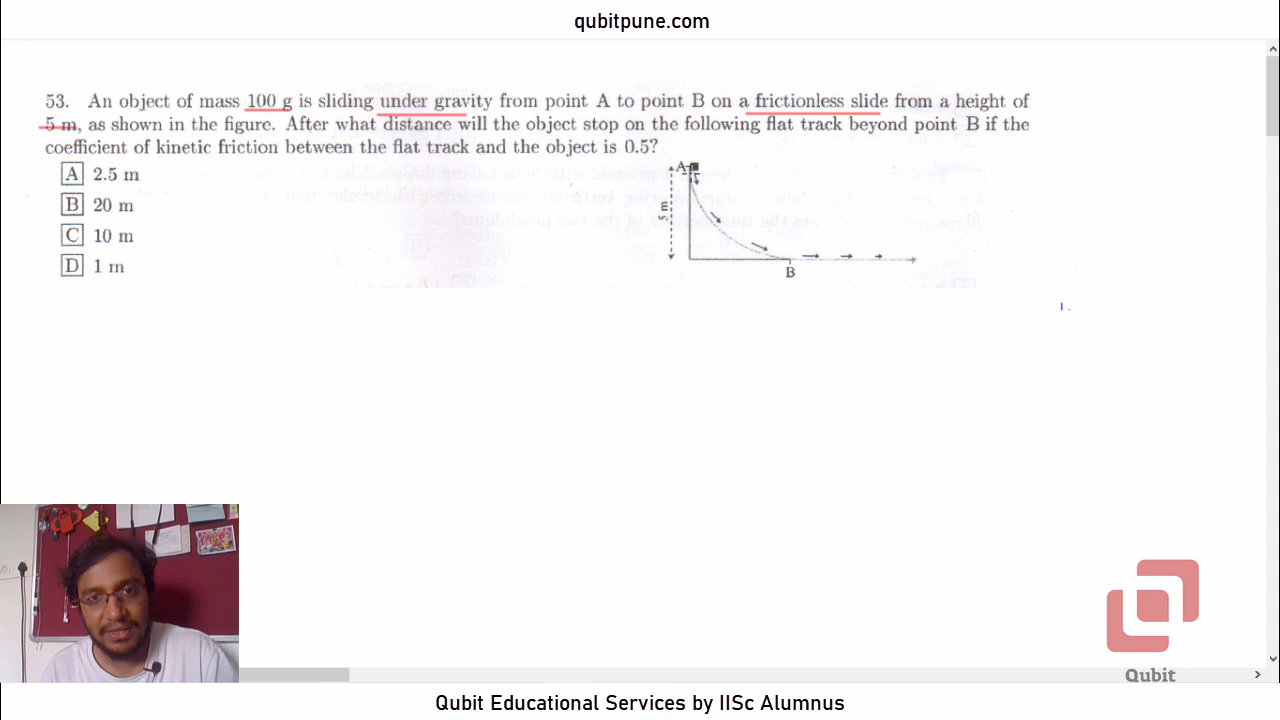 qubitpune.com
53. An object of mass 100 g is sliding under gravity from point A to point B on a frictionless slide from a height of
5 m, as shown in the figure. After what distance will the object stop on the following flat track beyond point B if the
coefficient of kinetic friction between the flat track and the object is 0.5?
A 2.5 m
B 20 m
C 10 m
D 1 m
A
5 m
B
Qubit
Qubit Educational Services by IISc Alumnus